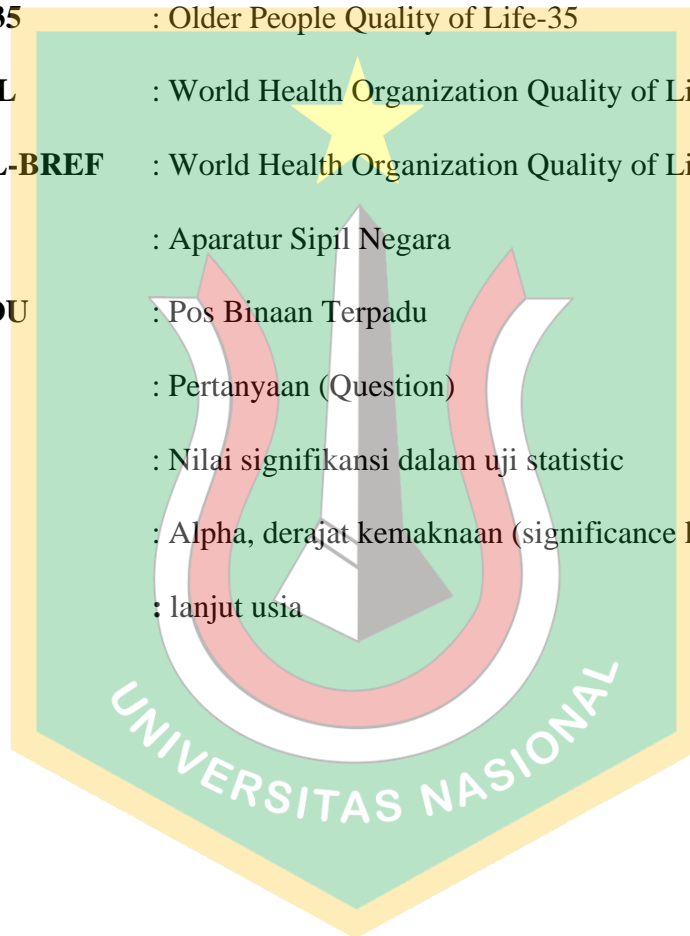 35 : Older People Quality of Life-35
L : World Health Organization Quality of Li
L-BREF : World Health Organization Quality of Li
: Aparatur Sipil Negara
DU : Pos Binaan Terpadu
: Pertanyaan (Question)
: Nilai signifikansi dalam uji statistic
: Alpha, derajat kemaknaan (significance l
: lanjut usia
UNIVERSITAS NASIONAL